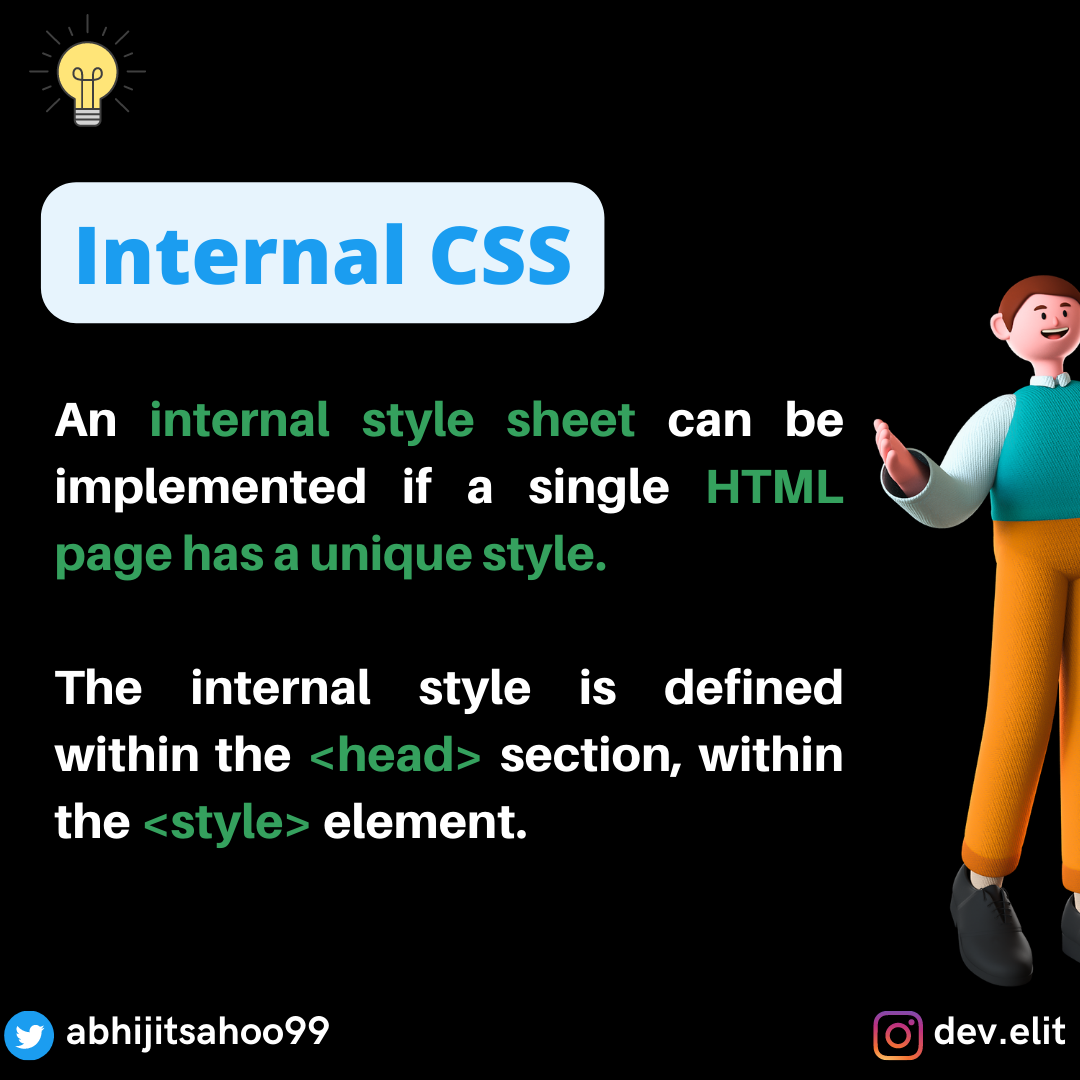 Internal CSS
An internal style sheet can be
implemented if a single HTML
page has a unique style.
The internal style is defined
within the <head> section, within
the <style> element.
abhijitsahoo99
dev.elit